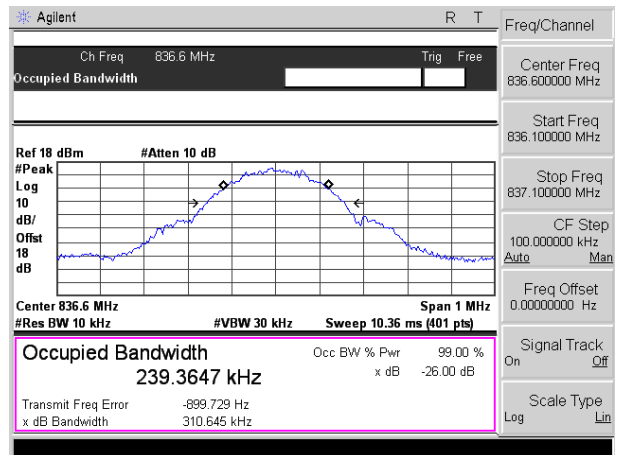 Agilent R T
Freq/Channel
Ch Freq 836.6 MHz Trig Free
Occupied Bandwidth
Center Freq
836.600000 MHz
Start Freq
836.100000 MHz
Stop Freq
837.100000 MHz
CF Step
100.000000 kHz
Auto Man
Freq Offset
0.00000000 Hz
Signal Track
On Off
Scale Type
Log Lin
Ref 18 dBm #Atten 10 dB
#Peak
Log
10
dB/
Offst
18
dB
Center 836.6 MHz Span 1 MHz
#Res BW 10 kHz #VBW 30 kHz Sweep 10.36 ms (401 pts)
Occupied Bandwidth Occ BW % Pwr 99.00 %
239.3647 kHz x dB -26.00 dB
Transmit Freq Error -899.729 Hz
x dB Bandwidth 310.645 kHz